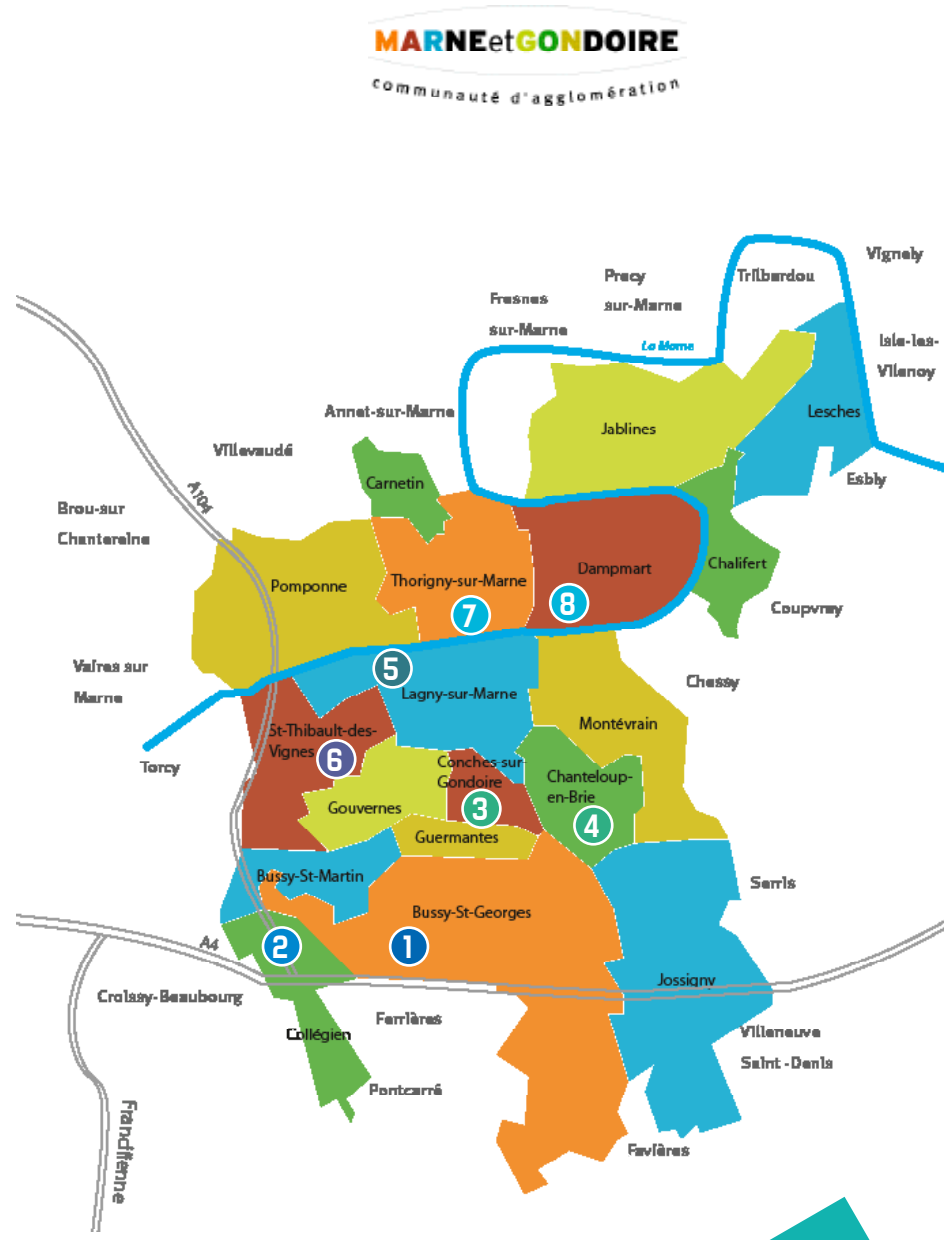 MARNEetGONDOIRE
communauté d'agglomération
Vignely
Precy
sur-Marne
Trilbardou
Fresnes
sur-Marne
La Marne
Isle-les-
Vilenoy
Annet-sur-Marne
Lesches
Jablines
Villevaudé
Carnetin
Esbly
A104
Brou-sur
Chantereine
Chalifert
Dampmart
Thorigny-sur-Marne
Pomponne
8
7
Coupvray
Vaires sur
Marne
5
Chessy
Lagny-sur-Marne
Montévrain
St-Thibault-des-
Vignes
6
Torcy
Conches-sur-
Gondoire
Chanteloup-
en-Brie
Gouvernes
3
4
Guermantes
Bussy-St-Martin
Serris
Bussy-St-Georges
A4
2
1
Jossigny
Croissy-Beaubourg
Ferrières
Collégien
Villeneuve
Saint -Denis
Pontcarré
Francilienne
Favières